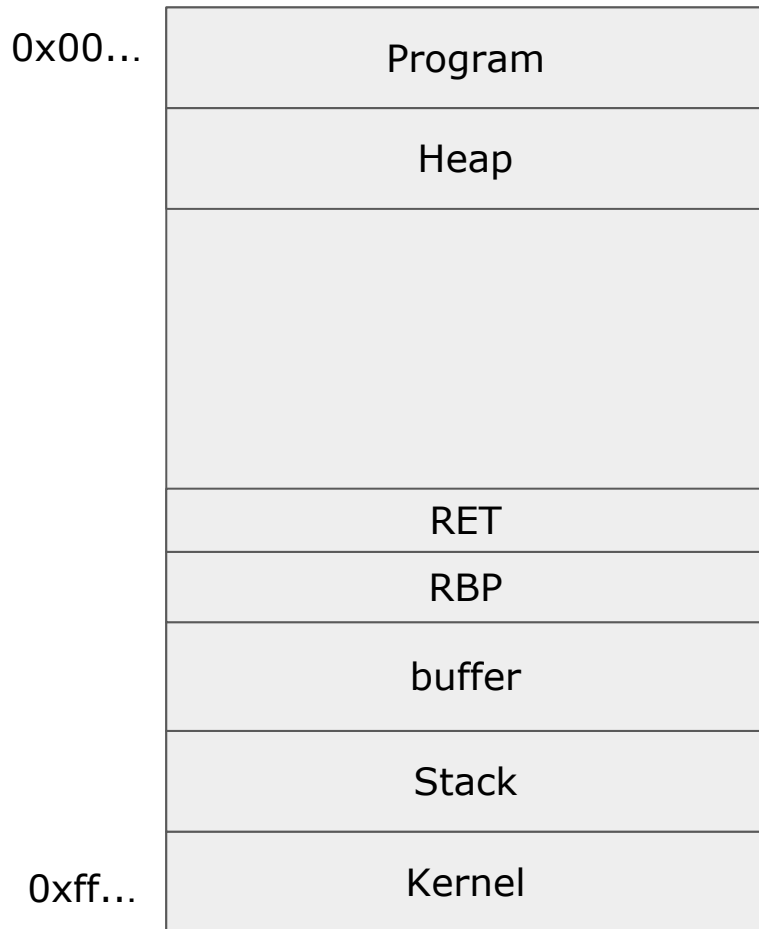 0x00...
Program
Heap
RET
RBP
buffer
Stack
0xff...
Kernel